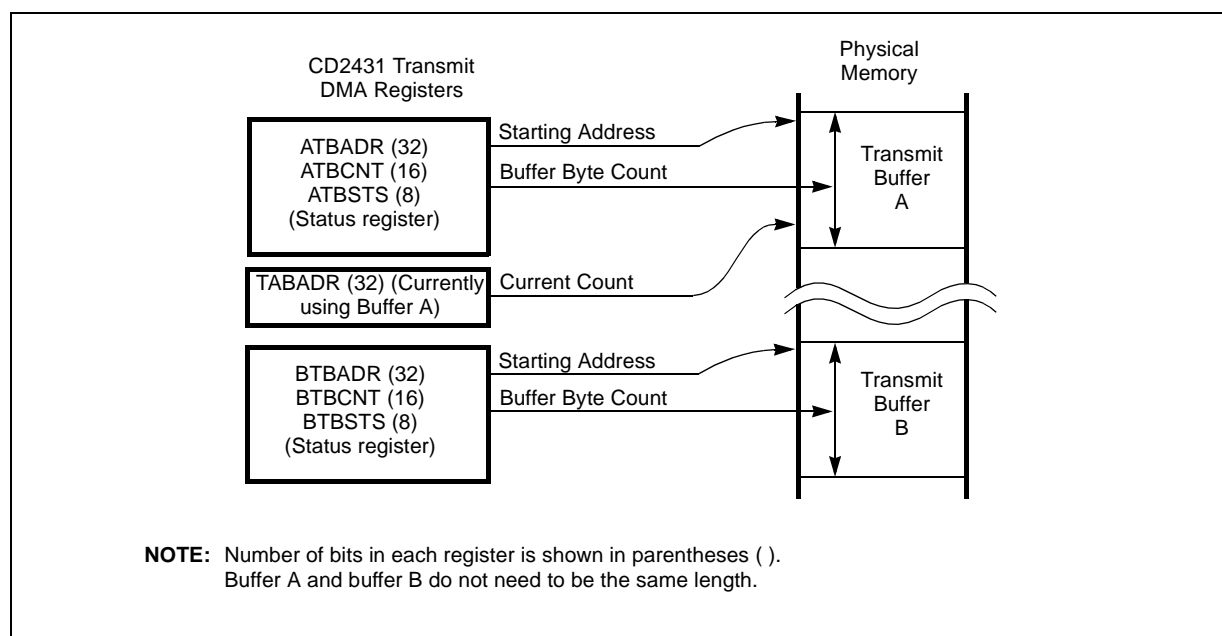 CD2431 Transmit
DMA Registers
Physical
Memory
ATBADR (32)
ATBCNT (16)
ATBSTS (8)
(Status register)
Starting Address
Buffer Byte Count
Transmit
Buffer
A
TABADR (32) (Currently
using Buffer A)
Current Count
BTBADR (32)
BTBCNT (16)
BTBSTS (8)
(Status register)
Starting Address
Buffer Byte Count
Transmit
Buffer
B
NOTE: Number of bits in each register is shown in parentheses ( ).
Buffer A and buffer B do not need to be the same length.